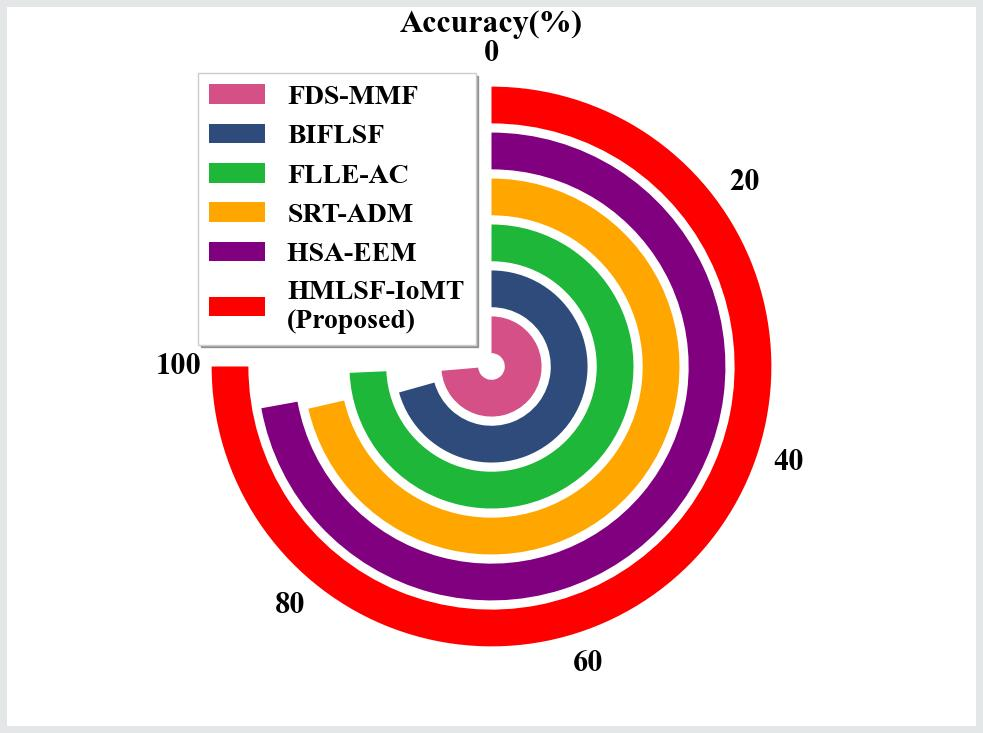 Accuracy(%)
0
FDS-MMF
BIFLSF
FLLE-AC
SRT-ADM
HSA-EEM
HMLSF-IoMT
(Proposed)
20
100
40
80
60